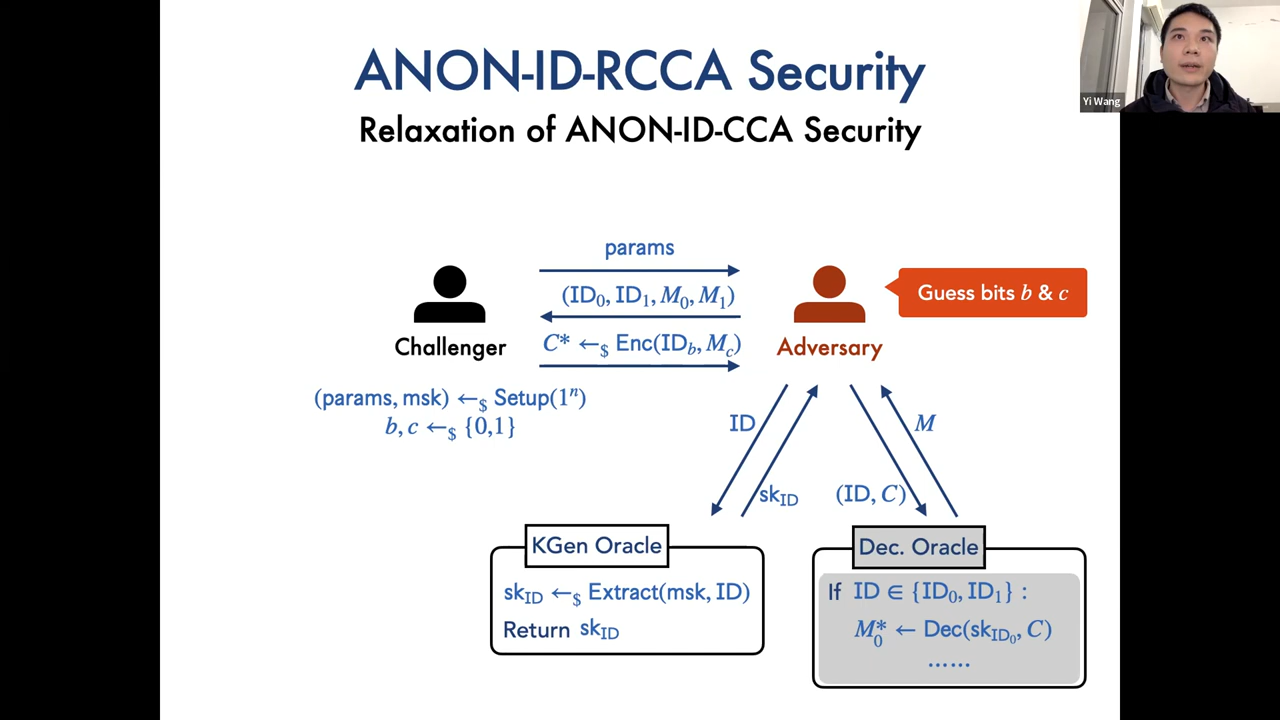 ANON-ID-RCCA Security
Relaxation of ANON-ID-CCA Security
Yi Wang
params
(ID₀, ID₁, M₀, M₁)
C* ←$ Enc(ID_b, M_c)
Challenger
Adversary
Guess bits b & c
(params, msk) ←$ Setup(1ⁿ)
b, c ←$ {0,1}
ID
sk_ID
(ID, C)
M
KGen Oracle
sk_ID ←$ Extract(msk, ID)
Return sk_ID
Dec. Oracle
If ID ∈ {ID₀, ID₁} :
M₀* ← Dec(sk_ID₀, C)
......